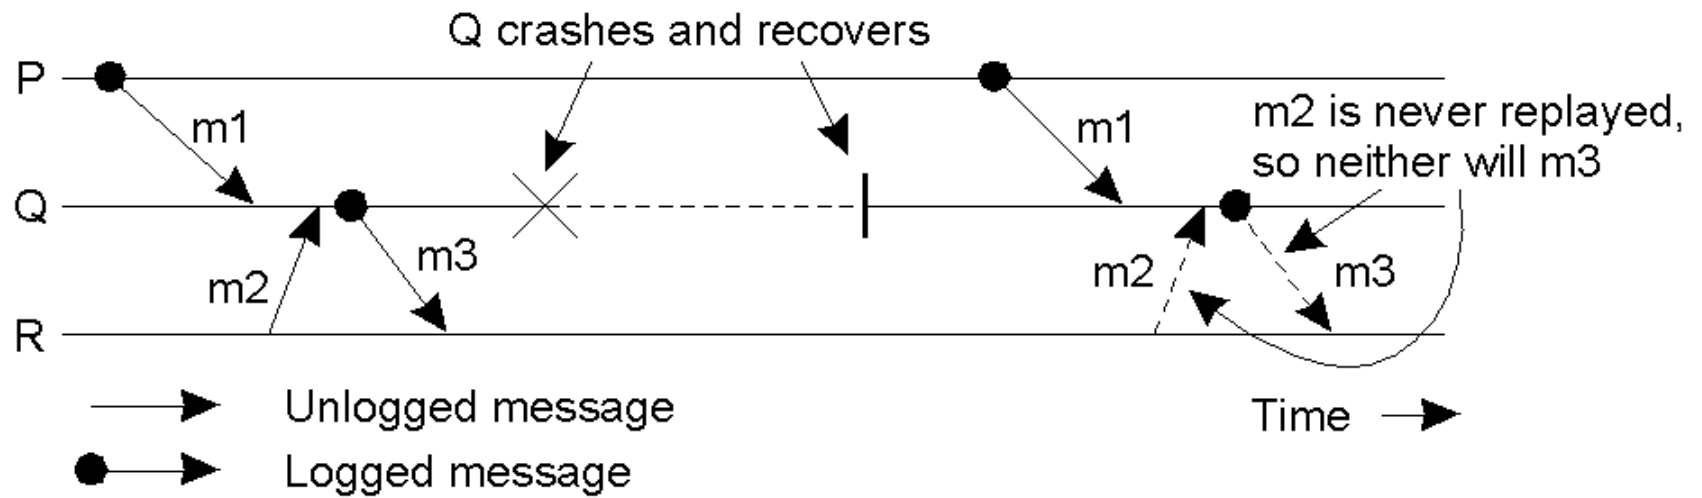 Q crashes and recovers
P
m1
m1
m2 is never replayed,
so neither will m3
Q
m2
m3
m2
m3
R
Unlogged message
Time
Logged message